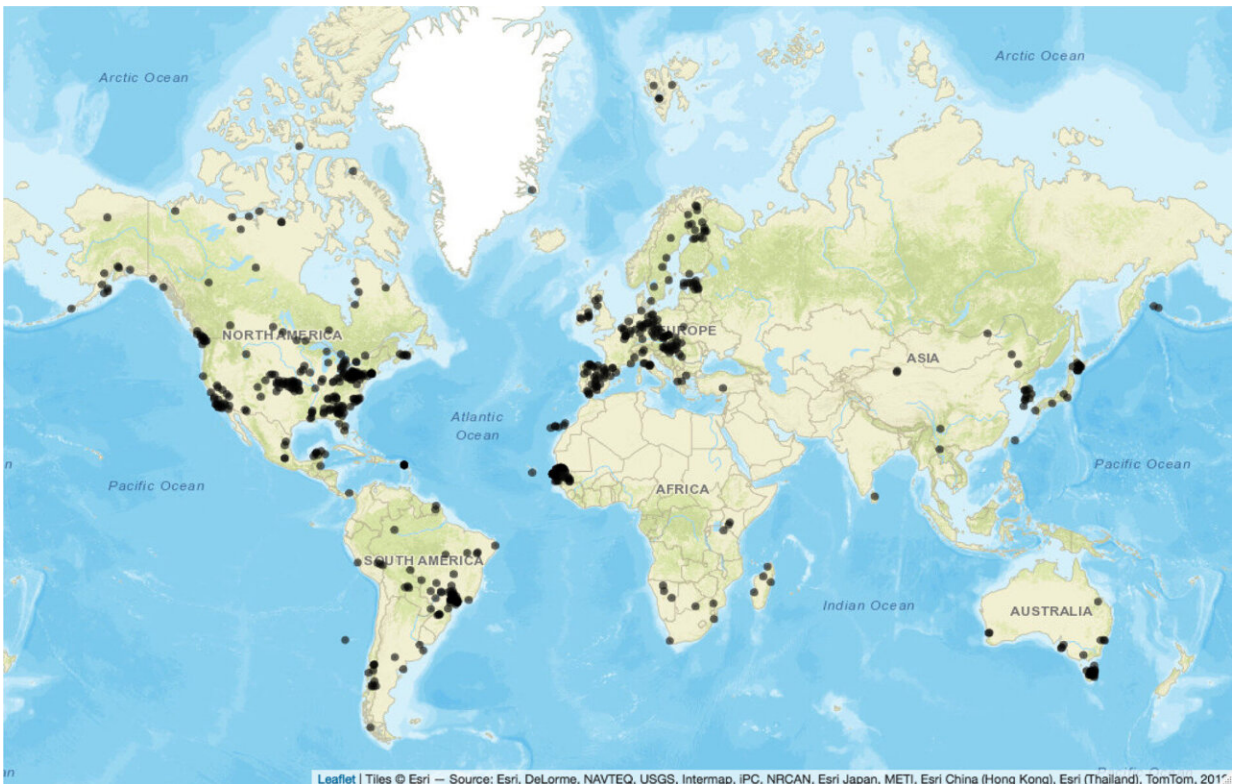 Arctic Ocean
Arctic Ocean
NORTH AMERICA
EUROPE
ASIA
Atlantic
Ocean
Pacific Ocean
Pacific Ocean
AFRICA
SOUTH AMERICA
Indian Ocean
AUSTRALIA
Leaflet | Tiles © Esri — Source: Esri, DeLorme, NAVTEQ, USGS, Intermap, iPC, NRCAN, Esri Japan, METI, Esri China (Hong Kong), Esri (Thailand), TomTom,